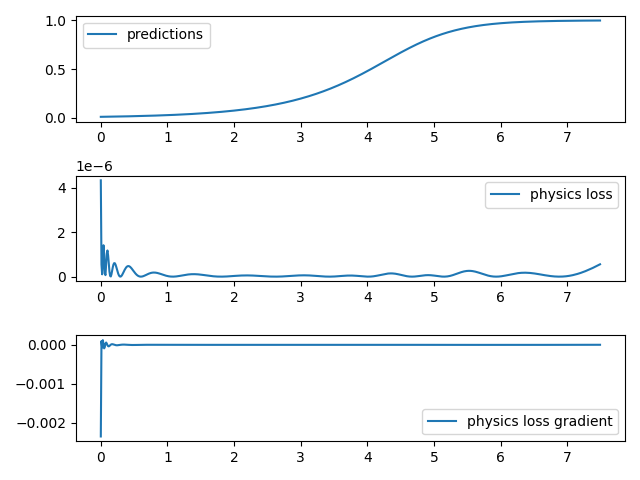 1.0
0.5
0.0
predictions
0 1 2 3 4 5 6 7
1e−6
4
2
0
physics loss
0 1 2 3 4 5 6 7
0.000
−0.001
−0.002
physics loss gradient
0 1 2 3 4 5 6 7